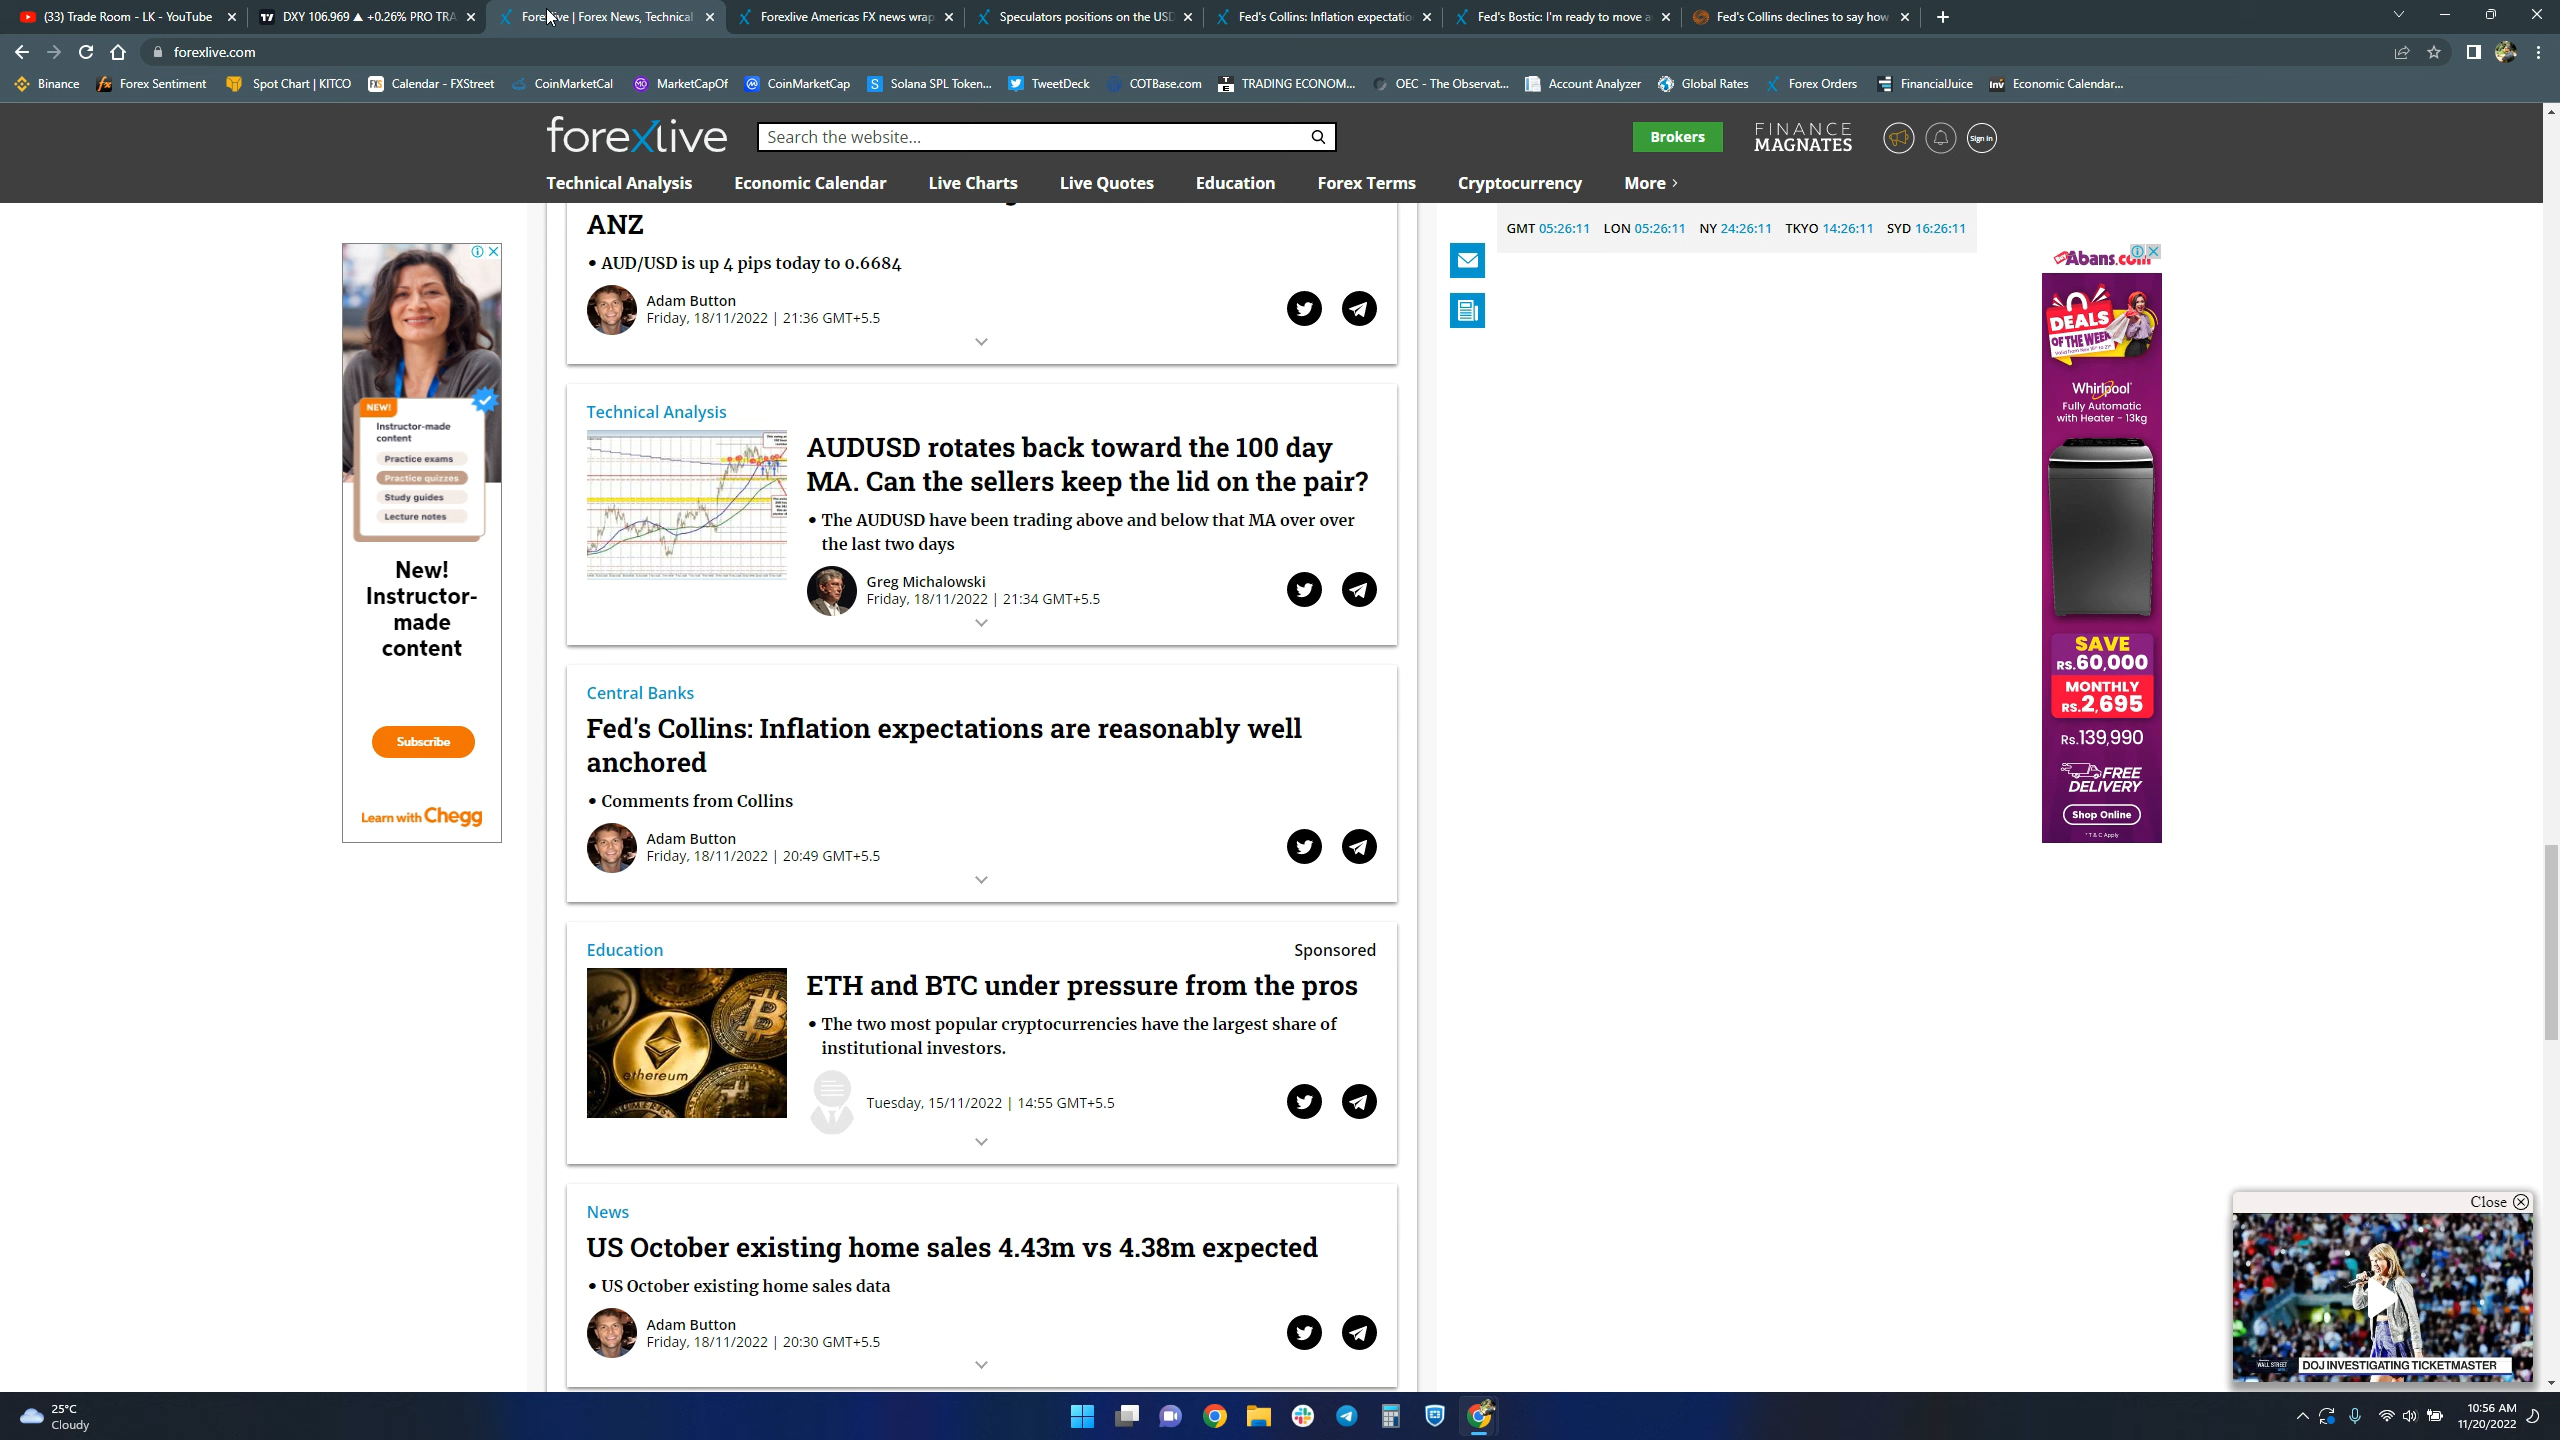 (33) Trade Room - LK - YouTube
DXY 106.969 ▲ +0.26% PRO TRA
Forexlive | Forex News, Technical
Forexlive Americas FX news wrap
Speculators positions on the USD
Fed's Collins: Inflation expectatio
Fed's Bostic: I'm ready to move a
Fed's Collins declines to say how
forexlive.com
Binance
Forex Sentiment
Spot Chart | KITCO
Calendar - FXStreet
CoinMarketCal
MarketCapOf
CoinMarketCap
Solana SPL Token...
TweetDeck
COTBase.com
TRADING ECONOM...
OEC - The Observat...
Account Analyzer
Global Rates
Forex Orders
FinancialJuice
Economic Calendar...
forexlive
Search the website...
Brokers
FINANCE
MAGNATES
Sign In
Technical Analysis
Economic Calendar
Live Charts
Live Quotes
Education
Forex Terms
Cryptocurrency
More ›
GMT 05:26:11 LON 05:26:11 NY 24:26:11 TKYO 14:26:11 SYD 16:26:11
ANZ
• AUD/USD is up 4 pips today to 0.6684
Adam Button
Friday, 18/11/2022 | 21:36 GMT+5.5
Technical Analysis
AUDUSD rotates back toward the 100 day
MA. Can the sellers keep the lid on the pair?
• The AUDUSD have been trading above and below that MA over over
the last two days
Greg Michalowski
Friday, 18/11/2022 | 21:34 GMT+5.5
Central Banks
Fed's Collins: Inflation expectations are reasonably well
anchored
• Comments from Collins
Adam Button
Friday, 18/11/2022 | 20:49 GMT+5.5
Education
Sponsored
ethereum
ETH and BTC under pressure from the pros
• The two most popular cryptocurrencies have the largest share of
institutional investors.
Tuesday, 15/11/2022 | 14:55 GMT+5.5
News
US October existing home sales 4.43m vs 4.38m expected
• US October existing home sales data
Adam Button
Friday, 18/11/2022 | 20:30 GMT+5.5
NEW!
Instructor-made
content
Practice exams
Practice quizzes
Study guides
Lecture notes
New!
Instructor-
made
content
Subscribe
Learn with Chegg
Abans.com
DEALS
OF THE WEEK
Whirlpool
Fully Automatic
with Heater - 13kg
SAVE
RS.60,000
MONTHLY
RS.2,695
Rs.139,990
FREE
DELIVERY
Shop Online
*T & C Apply
Close
WALL STREET
DOJ INVESTIGATING TICKETMASTER
25°C
Cloudy
10:56 AM
11/20/2022